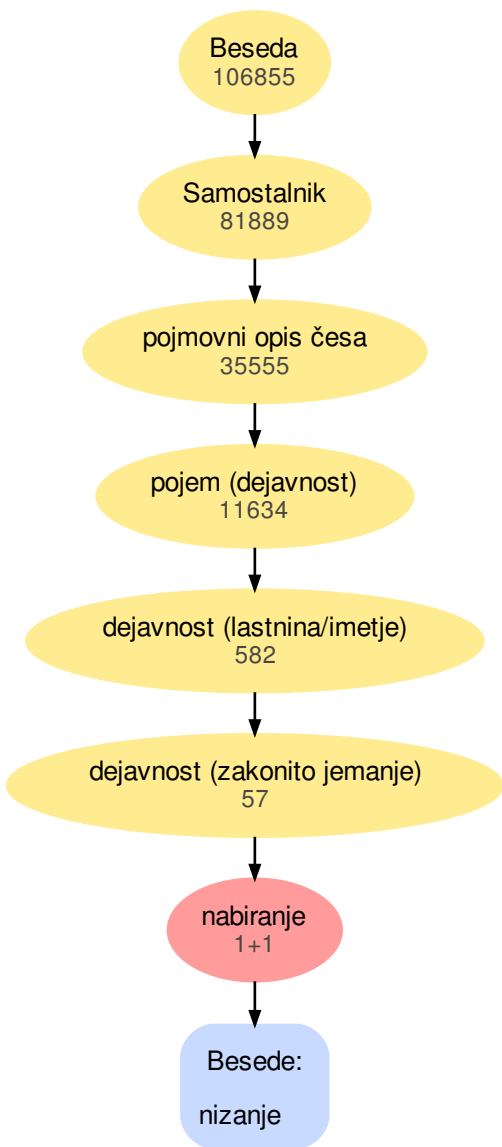 Beseda
106855
Samostalnik
81889
pojmovni opis česa
35555
pojem (dejavnost)
11634
dejavnost (lastnina/imetje)
582
dejavnost (zakonito jemanje)
57
nabiranje
1+1
Besede:
nizanje